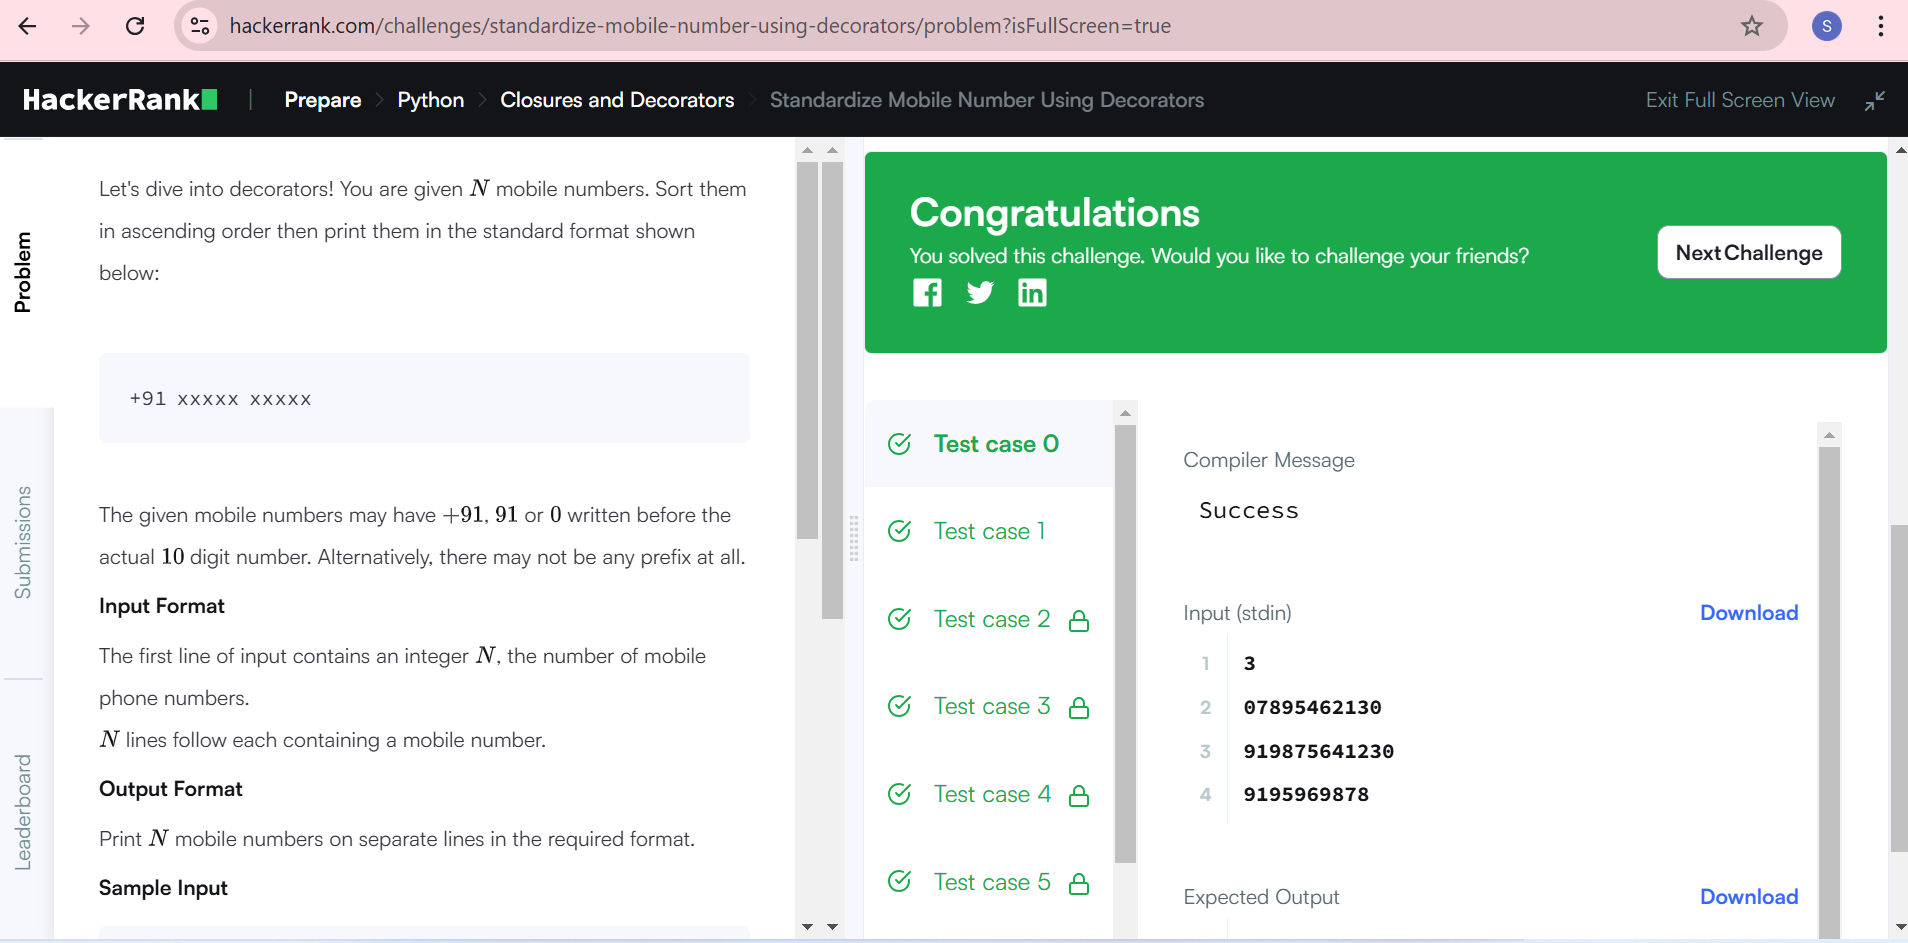 hackerrank.com/challenges/standardize-mobile-number-using-decorators/problem?isFullScreen=true
S
HackerRank | Prepare > Python > Closures and Decorators > Standardize Mobile Number Using Decorators
Exit Full Screen View
Problem
Submissions
Leaderboard
Let's dive into decorators! You are given N mobile numbers. Sort them
in ascending order then print them in the standard format shown
below:
+91 xxxxx xxxxx
The given mobile numbers may have +91, 91 or 0 written before the
actual 10 digit number. Alternatively, there may not be any prefix at all.
Input Format
The first line of input contains an integer N, the number of mobile
phone numbers.
N lines follow each containing a mobile number.
Output Format
Print N mobile numbers on separate lines in the required format.
Sample Input
Congratulations
You solved this challenge. Would you like to challenge your friends?
Next Challenge
Test case 0
Test case 1
Test case 2
Test case 3
Test case 4
Test case 5
Compiler Message
Success
Input (stdin)
Download
1 3
2 07895462130
3 919875641230
4 9195969878
Expected Output
Download